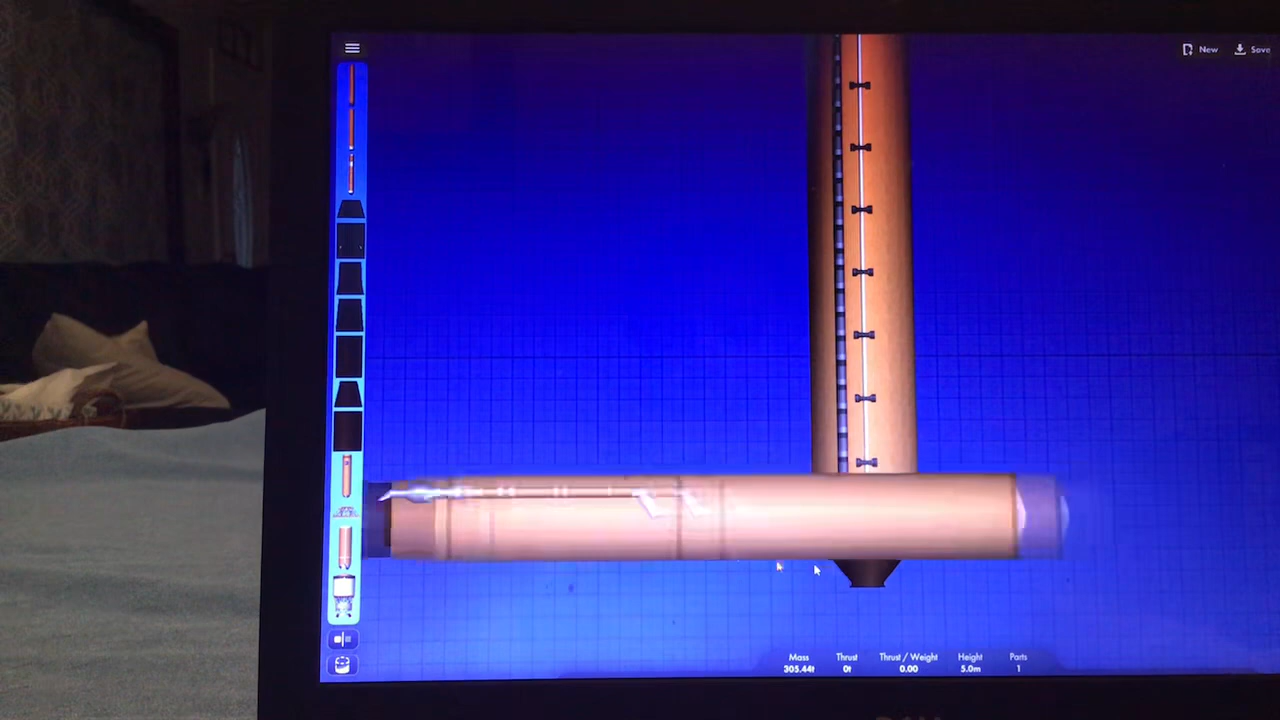 New Save
Mass Thrust Thrust / Weight Height Parts
305.44t 0t 0.00 5.0m 1